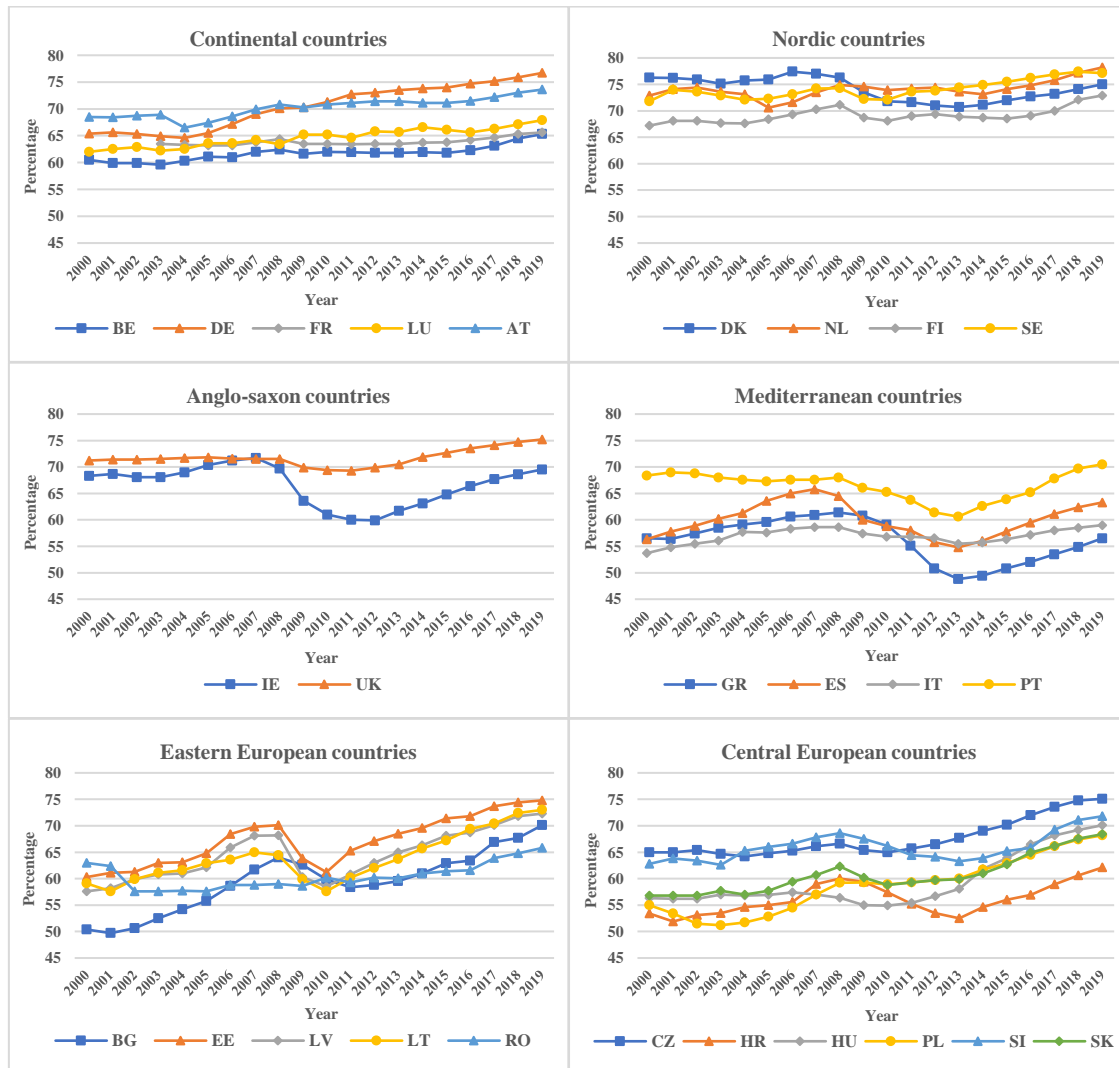 Continental countries
Percentage
80
75
70
65
60
55
50
45
2000 2001 2002 2003 2004 2005 2006 2007 2008 2009 2010 2011 2012 2013 2014 2015 2016 2017 2018 2019
Year
BE DE FR LU AT
Nordic countries
Percentage
80
75
70
65
60
55
50
45
2000 2001 2002 2003 2004 2005 2006 2007 2008 2009 2010 2011 2012 2013 2014 2015 2016 2017 2018 2019
Year
DK NL FI SE
Anglo-saxon countries
Percentage
80
75
70
65
60
55
50
45
2000 2001 2002 2003 2004 2005 2006 2007 2008 2009 2010 2011 2012 2013 2014 2015 2016 2017 2018 2019
Year
IE UK
Mediterranean countries
Percentage
80
75
70
65
60
55
50
45
2000 2001 2002 2003 2004 2005 2006 2007 2008 2009 2010 2011 2012 2013 2014 2015 2016 2017 2018 2019
Year
GR ES IT PT
Eastern European countries
Percentage
80
75
70
65
60
55
50
45
2000 2001 2002 2003 2004 2005 2006 2007 2008 2009 2010 2011 2012 2013 2014 2015 2016 2017 2018 2019
Year
BG EE LV LT RO
Central European countries
Percentage
80
75
70
65
60
55
50
45
2000 2001 2002 2003 2004 2005 2006 2007 2008 2009 2010 2011 2012 2013 2014 2015 2016 2017 2018 2019
Year
CZ HR HU PL SI SK